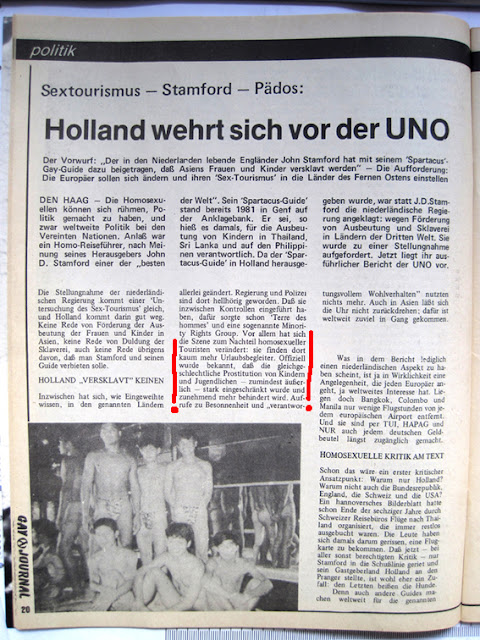 politik
Sextourismus — Stamford — Pädos:
Holland wehrt sich vor der UNO
Der Vorwurf: „Der in den Niederlanden lebende Engländer John Stamford hat mit seinem 'Spartacus'-
Gay-Guide dazu beigetragen, daß Asiens Frauen und Kinder versklavt werden" — Die Aufforderung:
Die Europäer sollen sich ändern und ihren 'Sex-Tourismus' in die Länder des Fernen Ostens einstellen
DEN HAAG — Die Homosexu-
ellen können sich rühmen, Po-
litik gemacht zu haben, und
zwar weltweite Politik bei den
Vereinten Nationen. Anlaß war
ein Homo-Reiseführer, nach Mei-
nung seines Herausgebers John
D. Stamford einer der „besten
der Welt". Sein 'Spartacus-Guide'
stand bereits 1981 in Genf auf
der Anklagebank. Er sei, so
hieß es damals, für die Ausbeu-
tung von Kindern in Thailand,
Sri Lanka und auf den Philippi-
nen verantwortlich. Da der 'Spar-
tacus-Guide' in Holland herausge-
geben wurde, war statt J.D.Stam-
ford die niederländische Regie-
rung angeklagt: wegen Förderung
von Ausbeutung und Sklaverei
in Ländern der Dritten Welt. Sie
wurde zu einer Stellungnahme
aufgefordert. Jetzt liegt ihr aus-
führlicher Bericht der UNO vor.
Die Stellungnahme der niederländi-
schen Regierung kommt einer 'Un-
tersuchung des Sex-Tourismus' gleich,
und Holland kommt darin gut weg.
Keine Rede von Förderung der Aus-
beutung der Frauen und Kinder in
Asien, keine Rede von Duldung der
Sklaverei, auch keine Rede übrigens
davon, daß man Stamford und seinen
Guide verbieten solle.
HOLLAND „VERSKLAVT" KEINEN
Inzwischen hat sich, wie Eingeweihte
wissen, in den genannten Ländern
allerlei geändert. Regierung und Polizei
sind dort hellhörig geworden. Daß sie
inzwischen Kontrollen eingeführt ha-
ben, dafür sorgte schon 'Terre des
hommes' und eine sogenannte Minori-
ty Rights Group. Vor allem hat sich
die Szene zum Nachteil homosexueller
Touristen verändert: sie finden dort
kaum mehr Urlaubsbegleiter. Offiziell
wurde bekannt, daß die gleichge-
schlechtliche Prostitution von Kindern
und Jugendlichen — zumindest äußer-
lich — stark eingeschränkt wurde und
zunehmend mehr behindert wird. Auf-
rufe zu Besonnenheit und „verantwor-
tungsvollem Wohlverhalten" nutzten
nichts mehr. Auch in Asien läßt sich
die Uhr nicht zurückdrehen; dafür ist
weltweit zuviel in Gang gekommen.
Was in dem Bericht lediglich
einen niederländischen Aspekt zu ha-
ben scheint, ist ja in Wirklichkeit eine
Angelegenheit, die jeden Europäer an-
geht, ja weltweites Interesse hat. Lie-
gen doch Bangkok, Colombo und
Manila nur wenige Flugstunden von je-
dem europäischen Airport entfernt.
Und sie sind per TUI, HAPAG und
NUR auch jedem deutschen Geld-
beutel längst zugänglich gemacht.
HOMOSEXUELLE KRITIK AM TEXT
Schon das wäre ein erster kritischer
Ansatzpunkt: Warum nur Holland?
Warum nicht auch die Bundesrepublik,
England, die Schweiz und die USA?
Ein hannoversches Bilderblatt hatte
schon Ende der sechziger Jahre durch
Schweizer Reisebüros Flüge nach Thai-
land organisiert, die immer restlos
ausgebucht waren. Die Leute haben
sich damals darum gerissen, eine Flug-
karte zu bekommen. Daß jetzt — bei
aller sonst berechtigten Kritik — nur
Stamford in die Schußlinie geriet und
sein Gastgeberland Holland an den
Pranger stellte, ist wohl eher ein Zu-
fall: den Letzten beißen die Hunde.
Denn auch andere Guides ma-
chen weltweit für die genannten
GAY JOURNAL
20